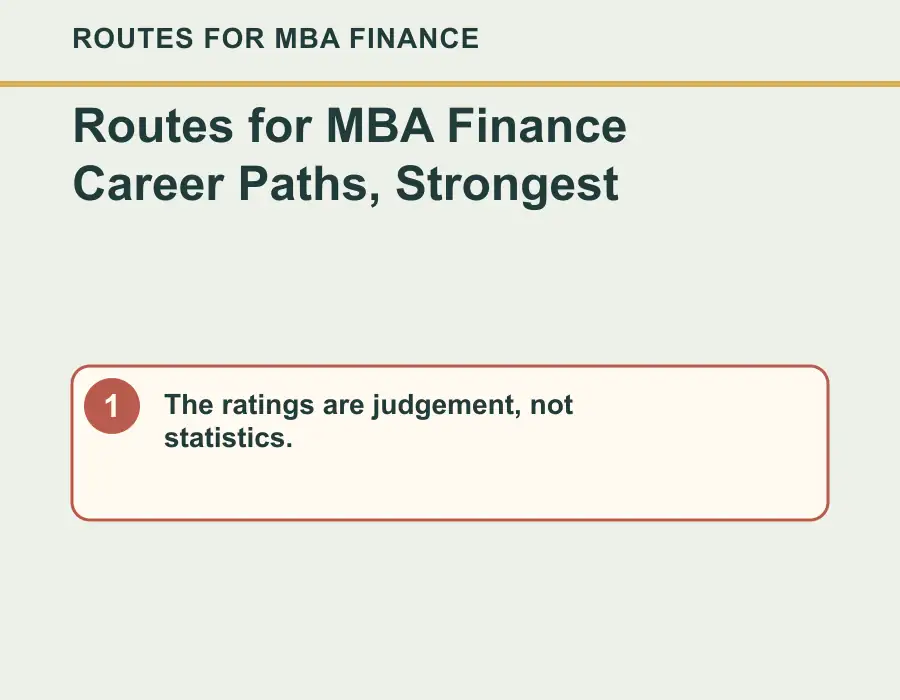 ROUTES FOR MBA FINANCE
Routes for MBA Finance
Career Paths, Strongest
1
The ratings are judgement, not
statistics.